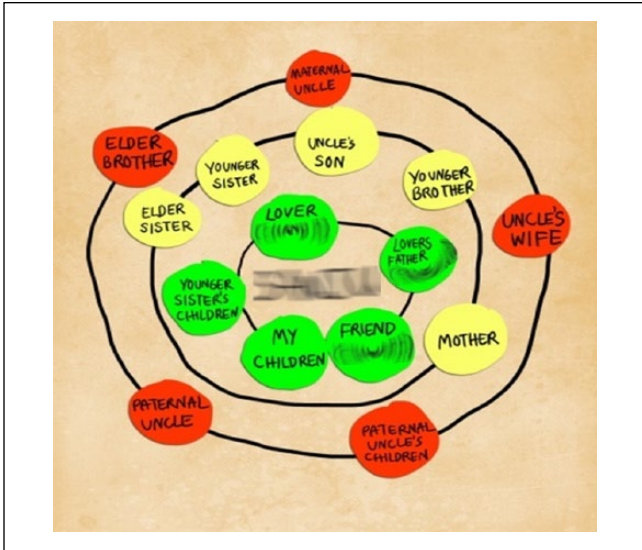 MATERNAL
UNCLE
ELDER
BROTHER
UNCLE'S
SON
YOUNGER
SISTER
YOUNGER
BROTHER
ELDER
SISTER
LOVER
UNCLE'S
WIFE
LOVERS
FATHER
YOUNGER
SISTER'S
CHILDREN
MY
CHILDREN
FRIEND
MOTHER
PATERNAL
UNCLE
PATERNAL
UNCLE'S
CHILDREN